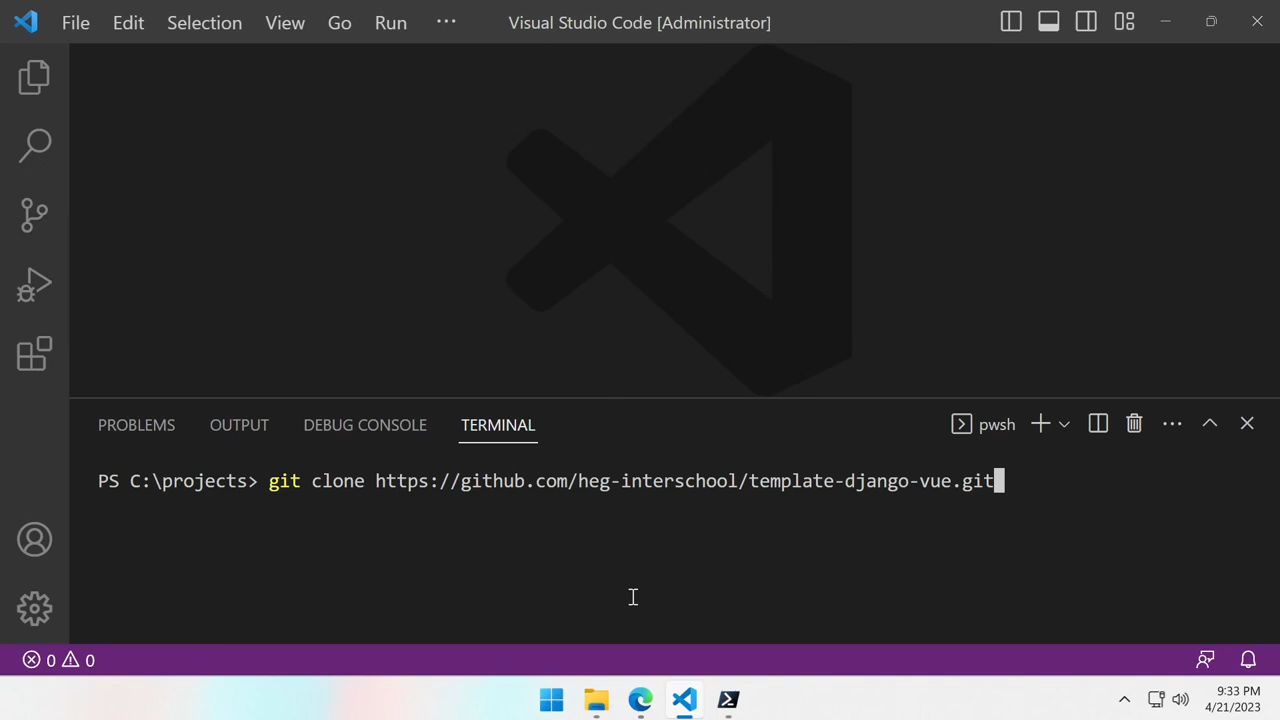 File Edit Selection View Go Run ··· Visual Studio Code [Administrator]
PROBLEMS OUTPUT DEBUG CONSOLE TERMINAL pwsh
PS C:\projects> git clone https://github.com/heg-interschool/template-django-vue.git
0 0
9:33 PM
4/21/2023